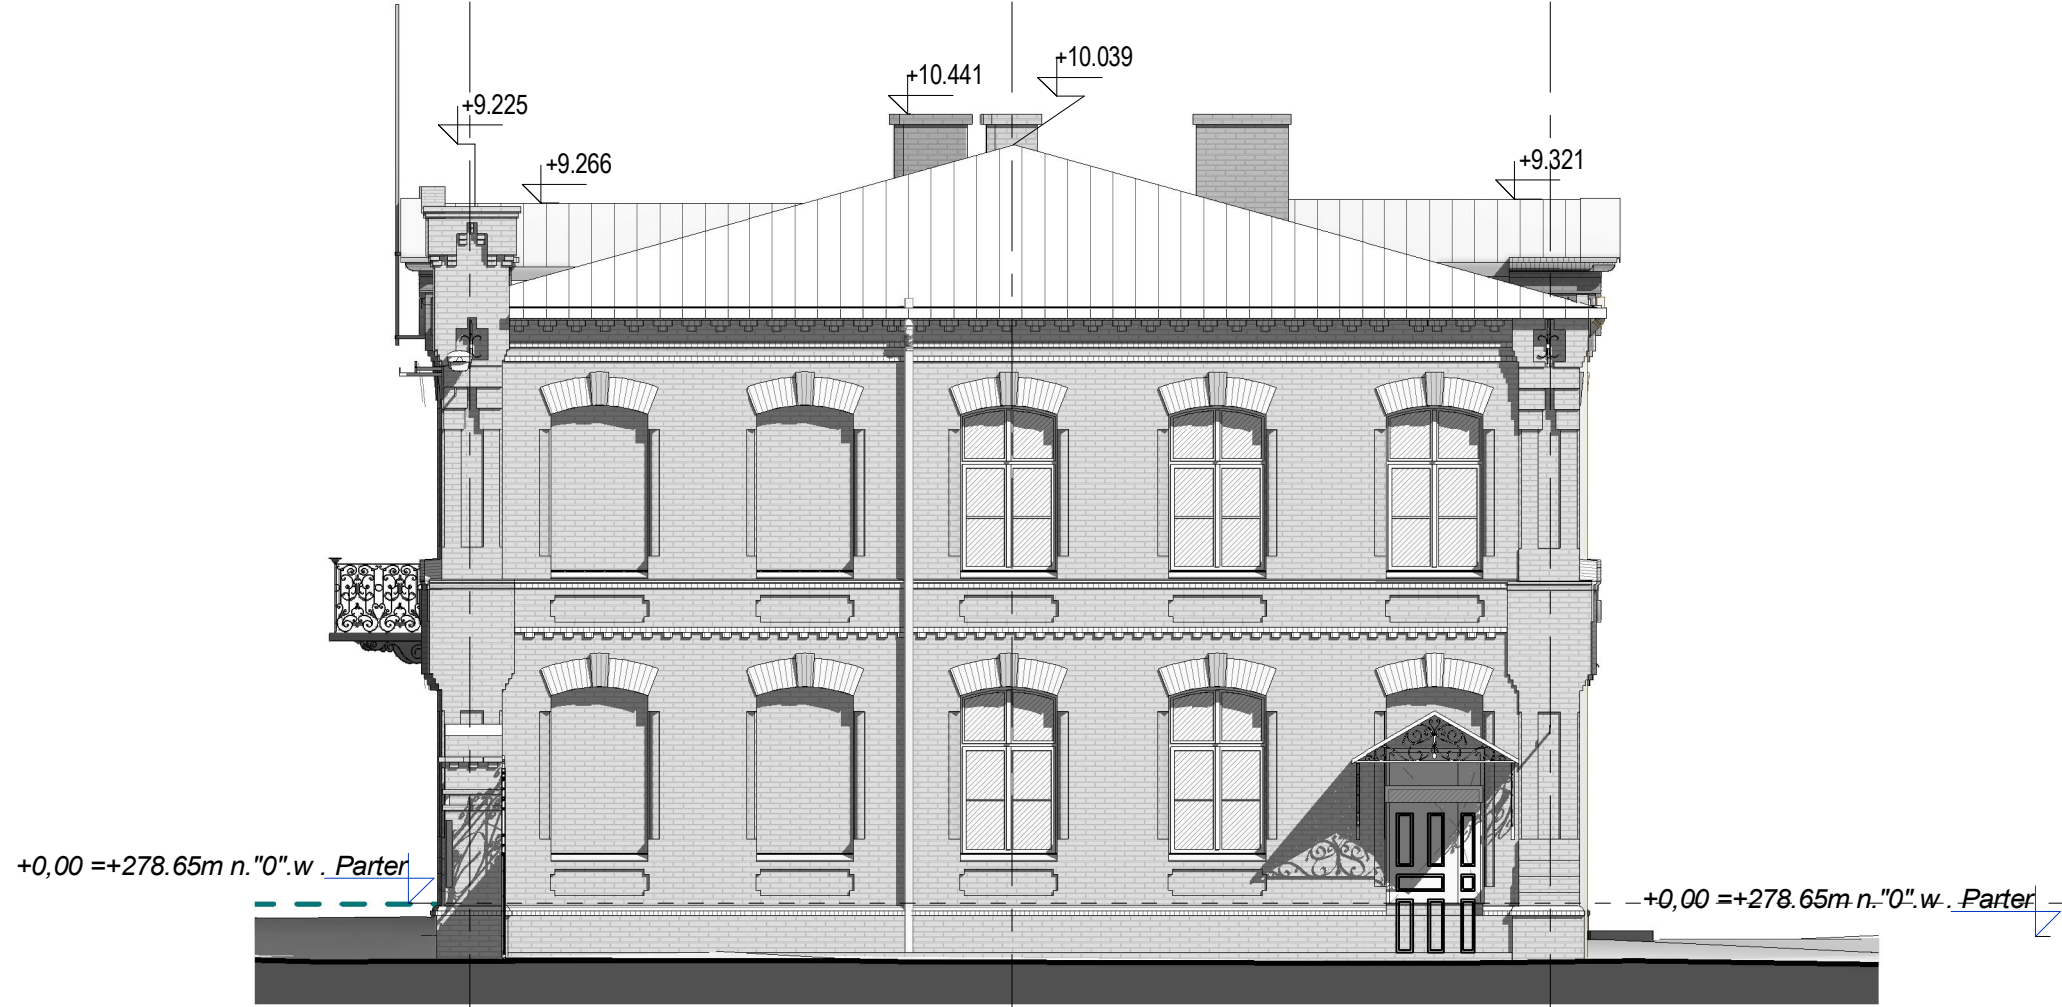 +10.039
+10.441
+9.225
+9.266
+9.321
+0,00 =+278.65m n."0".w . Parter
+0,00 =+278.65m n."0".w . Parter